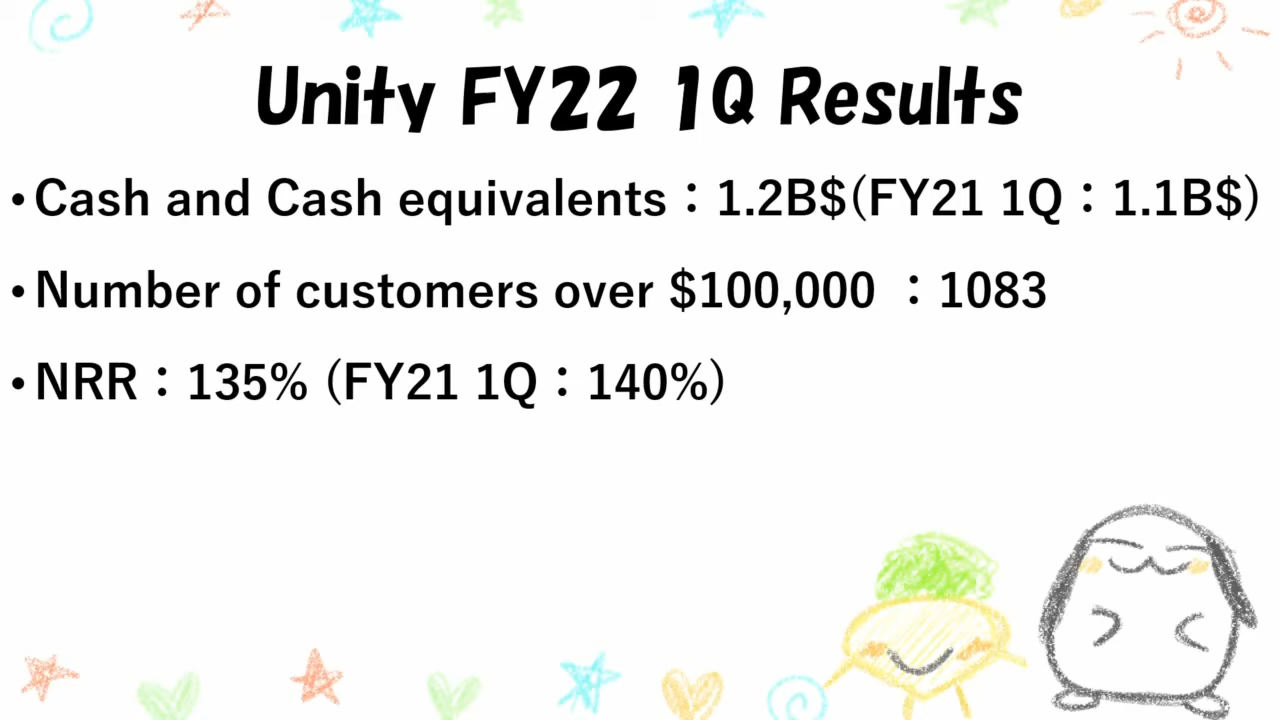 Unity FY22 1Q Results
•Cash and Cash equivalents：1.2B$(FY21 1Q：1.1B$)
•Number of customers over $100,000 ：1083
•NRR：135% (FY21 1Q：140%)